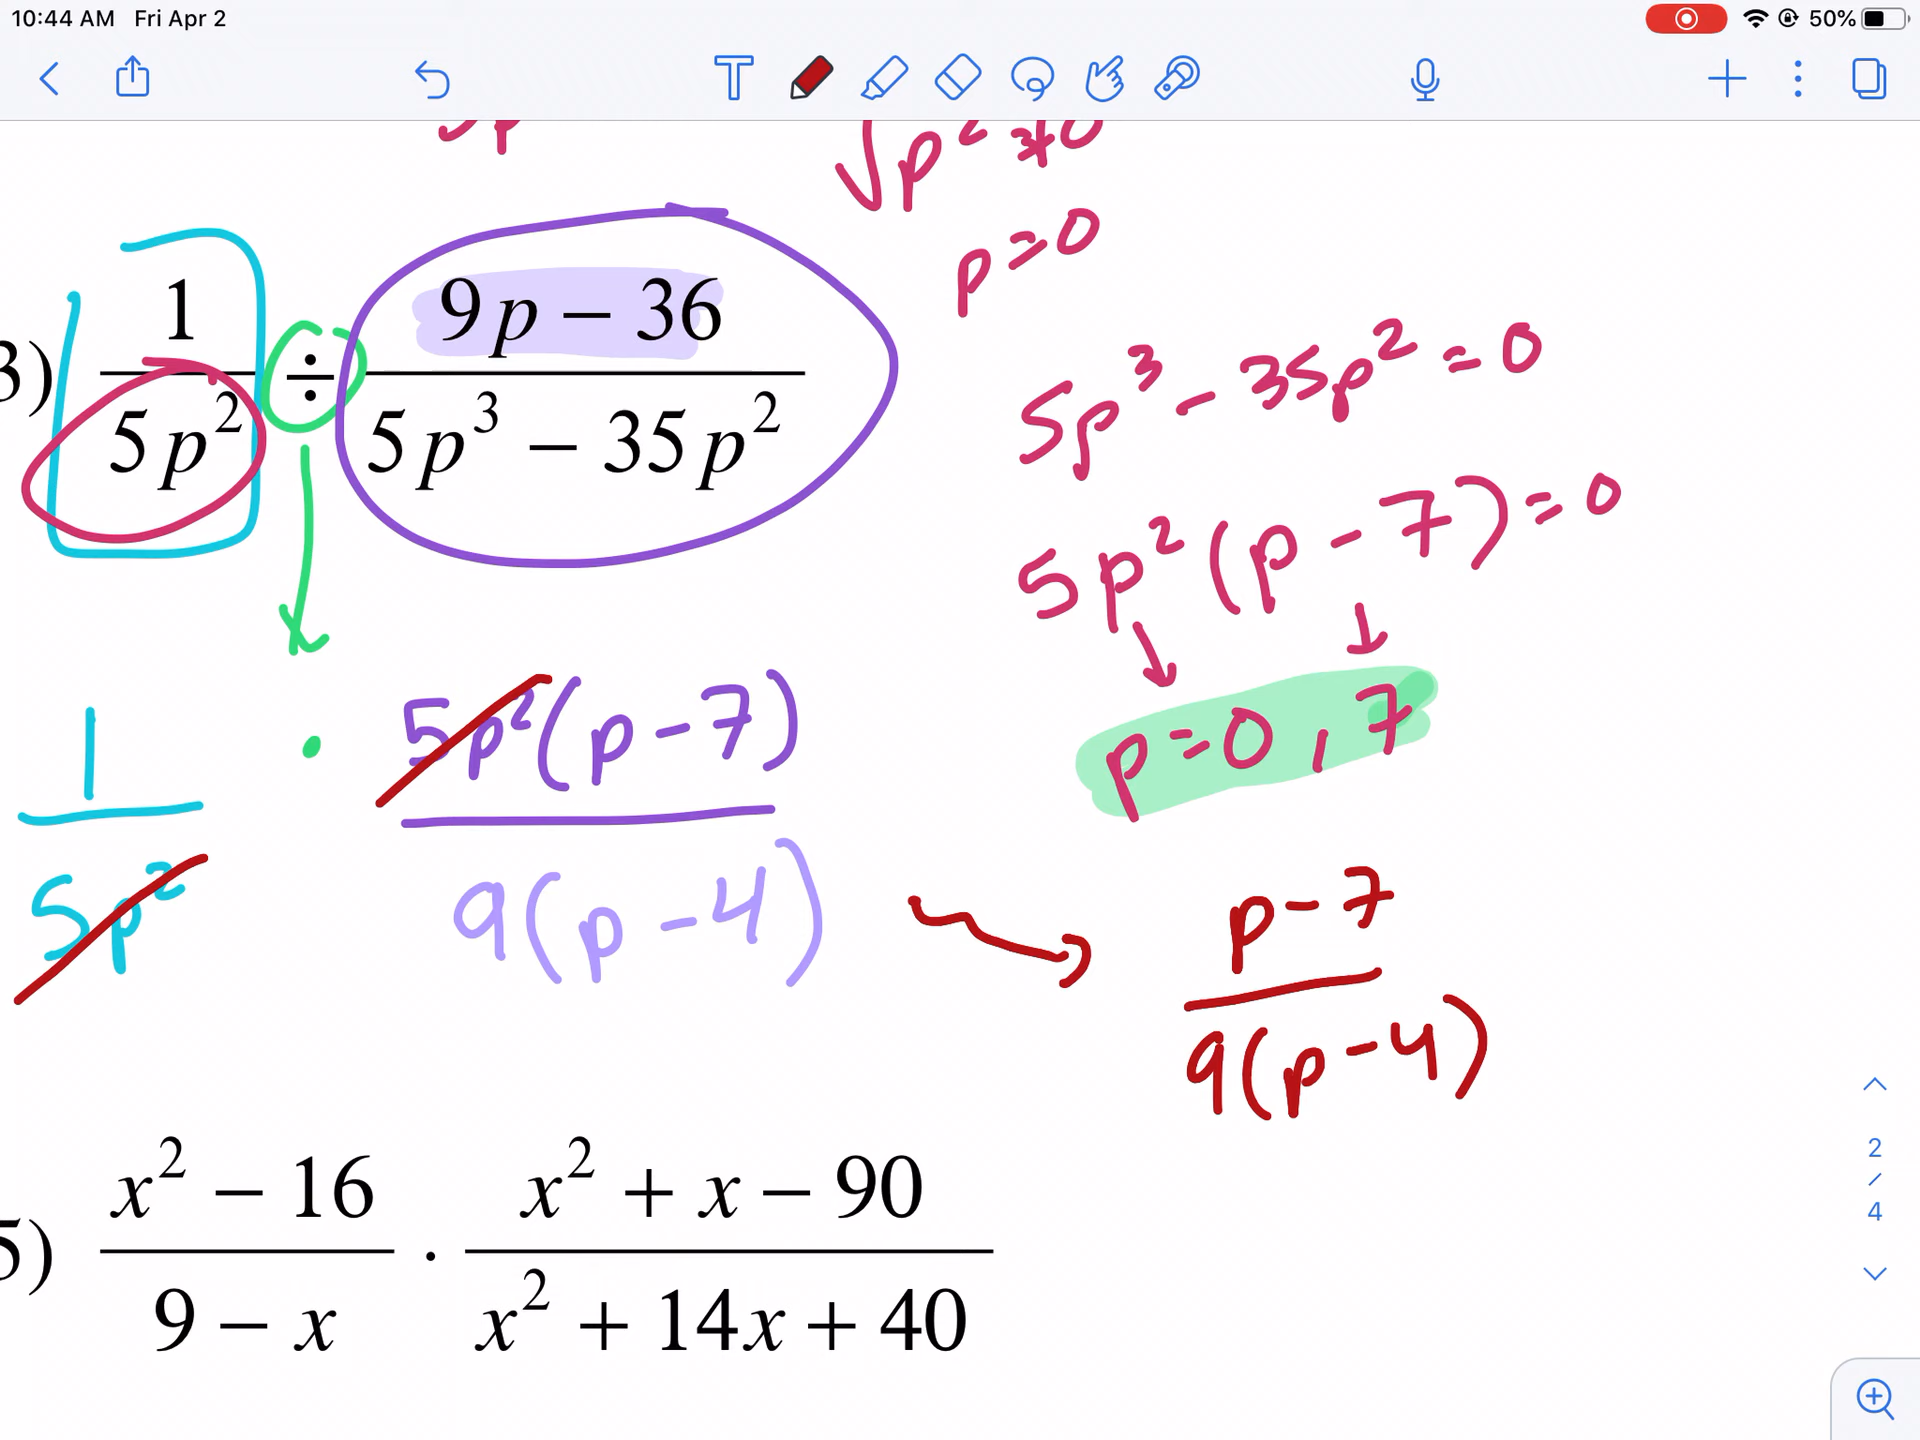 10:44 AM Fri Apr 2
50%
√p² ≠ 0
p = 0
3) 1/(5p²) ÷ (9p − 36)/(5p³ − 35p²)
5p³ - 35p² = 0
5p²(p - 7) = 0
p = 0, 7
1/(5p²) · 5p²(p - 7)/(9(p - 4))
(p - 7)/(9(p - 4))
5) (x² − 16)/(9 − x) · (x² + x − 90)/(x² + 14x + 40)
2
/
4